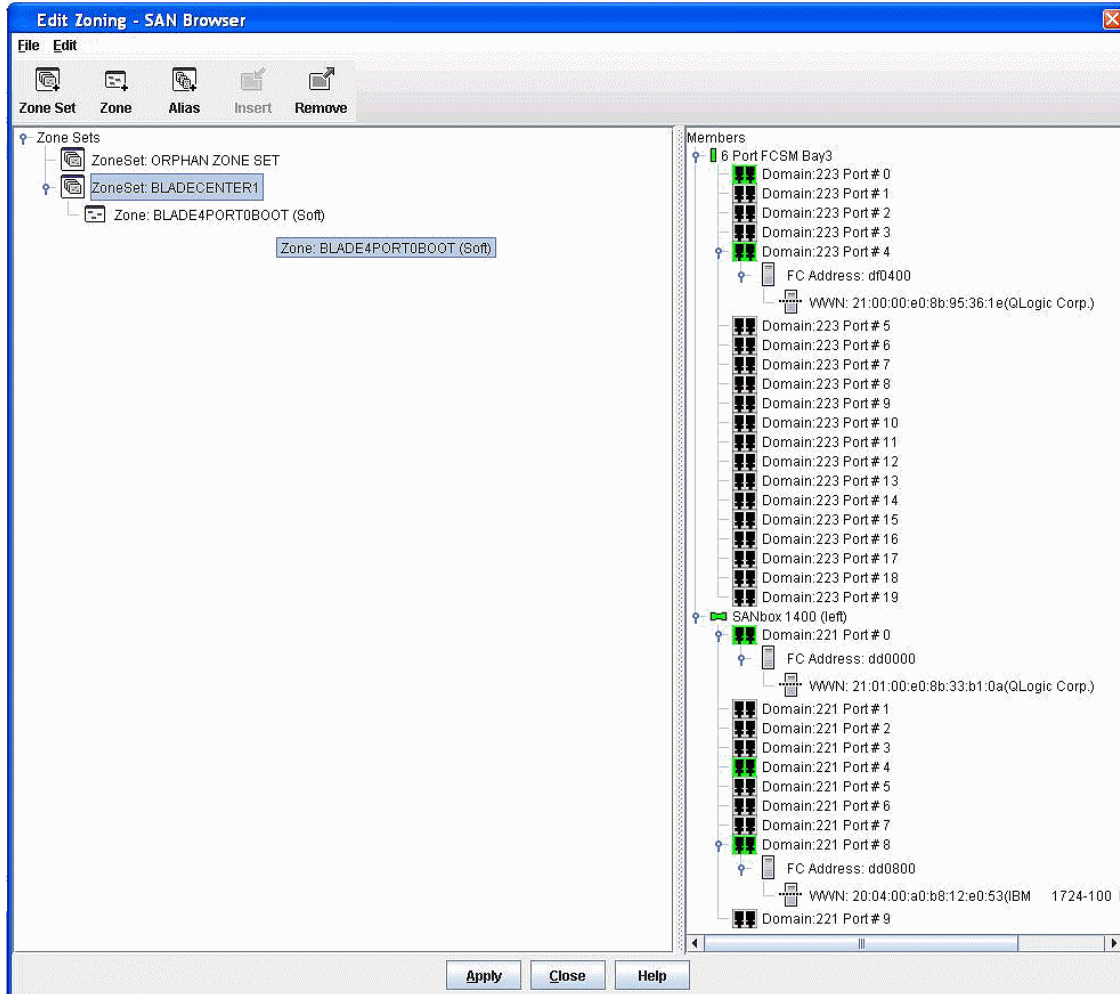 Edit Zoning - SAN Browser
File Edit
Zone Set Zone Alias Insert Remove
Zone Sets
ZoneSet: ORPHAN ZONE SET
ZoneSet: BLADECENTER1
Zone: BLADE4PORT0BOOT (Soft)
Zone: BLADE4PORT0BOOT (Soft)
Members
6 Port FCSM Bay3
Domain:223 Port # 0
Domain:223 Port # 1
Domain:223 Port # 2
Domain:223 Port # 3
Domain:223 Port # 4
FC Address: df0400
WWN: 21:00:00:e0:8b:95:36:1e(QLogic Corp.)
Domain:223 Port # 5
Domain:223 Port # 6
Domain:223 Port # 7
Domain:223 Port # 8
Domain:223 Port # 9
Domain:223 Port # 10
Domain:223 Port # 11
Domain:223 Port # 12
Domain:223 Port # 13
Domain:223 Port # 14
Domain:223 Port # 15
Domain:223 Port # 16
Domain:223 Port # 17
Domain:223 Port # 18
Domain:223 Port # 19
SANbox 1400 (left)
Domain:221 Port # 0
FC Address: dd0000
WWN: 21:01:00:e0:8b:33:b1:0a(QLogic Corp.)
Domain:221 Port # 1
Domain:221 Port # 2
Domain:221 Port # 3
Domain:221 Port # 4
Domain:221 Port # 5
Domain:221 Port # 6
Domain:221 Port # 7
Domain:221 Port # 8
FC Address: dd0800
WWN: 20:04:00:a0:b8:12:e0:53(IBM 1724-100
Domain:221 Port # 9
Apply Close Help